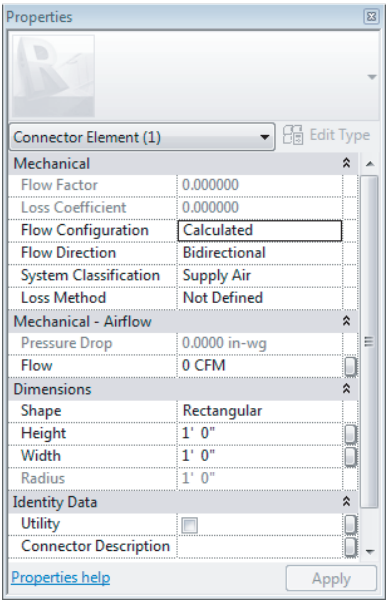 Properties
R1
Connector Element (1)
Edit Type
Mechanical
Flow Factor 0.000000
Loss Coefficient 0.000000
Flow Configuration Calculated
Flow Direction Bidirectional
System Classification Supply Air
Loss Method Not Defined
Mechanical - Airflow
Pressure Drop 0.0000 in-wg
Flow 0 CFM
Dimensions
Shape Rectangular
Height 1' 0"
Width 1' 0"
Radius 1' 0"
Identity Data
Utility
Connector Description
Properties help
Apply